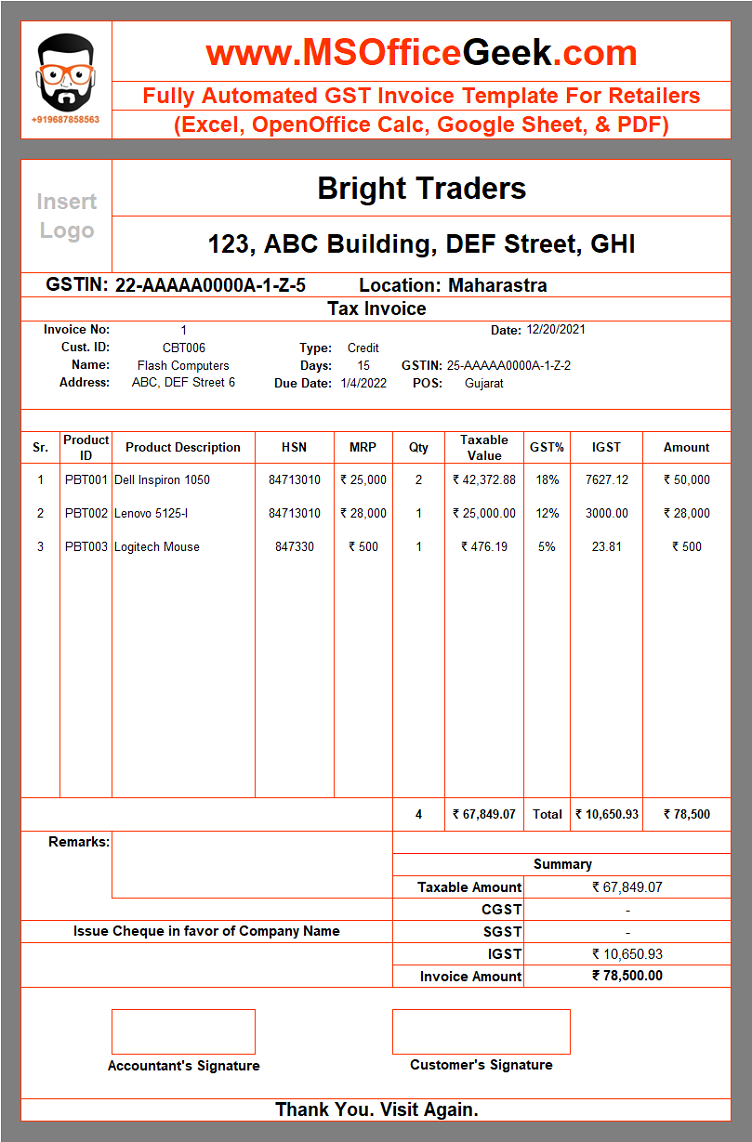 www.MSOfficeGeek.com
+919687858563
Fully Automated GST Invoice Template For Retailers
(Excel, OpenOffice Calc, Google Sheet, & PDF)
Insert
Logo
Bright Traders
123, ABC Building, DEF Street, GHI
GSTIN: 22-AAAAA0000A-1-Z-5 Location: Maharastra
Tax Invoice
Invoice No: 1 Date: 12/20/2021
Cust. ID: CBT006 Type: Credit
Name: Flash Computers Days: 15 GSTIN: 25-AAAAA0000A-1-Z-2
Address: ABC, DEF Street 6 Due Date: 1/4/2022 POS: Gujarat
Sr. Product ID Product Description HSN MRP Qty Taxable Value GST% IGST Amount
1 PBT001 Dell Inspiron 1050 84713010 ₹ 25,000 2 ₹ 42,372.88 18% 7627.12 ₹ 50,000
2 PBT002 Lenovo 5125-I 84713010 ₹ 28,000 1 ₹ 25,000.00 12% 3000.00 ₹ 28,000
3 PBT003 Logitech Mouse 847330 ₹ 500 1 ₹ 476.19 5% 23.81 ₹ 500
4 ₹ 67,849.07 Total ₹ 10,650.93 ₹ 78,500
Remarks:
Summary
Taxable Amount ₹ 67,849.07
CGST -
Issue Cheque in favor of Company Name SGST -
IGST ₹ 10,650.93
Invoice Amount ₹ 78,500.00
Accountant's Signature Customer's Signature
Thank You. Visit Again.